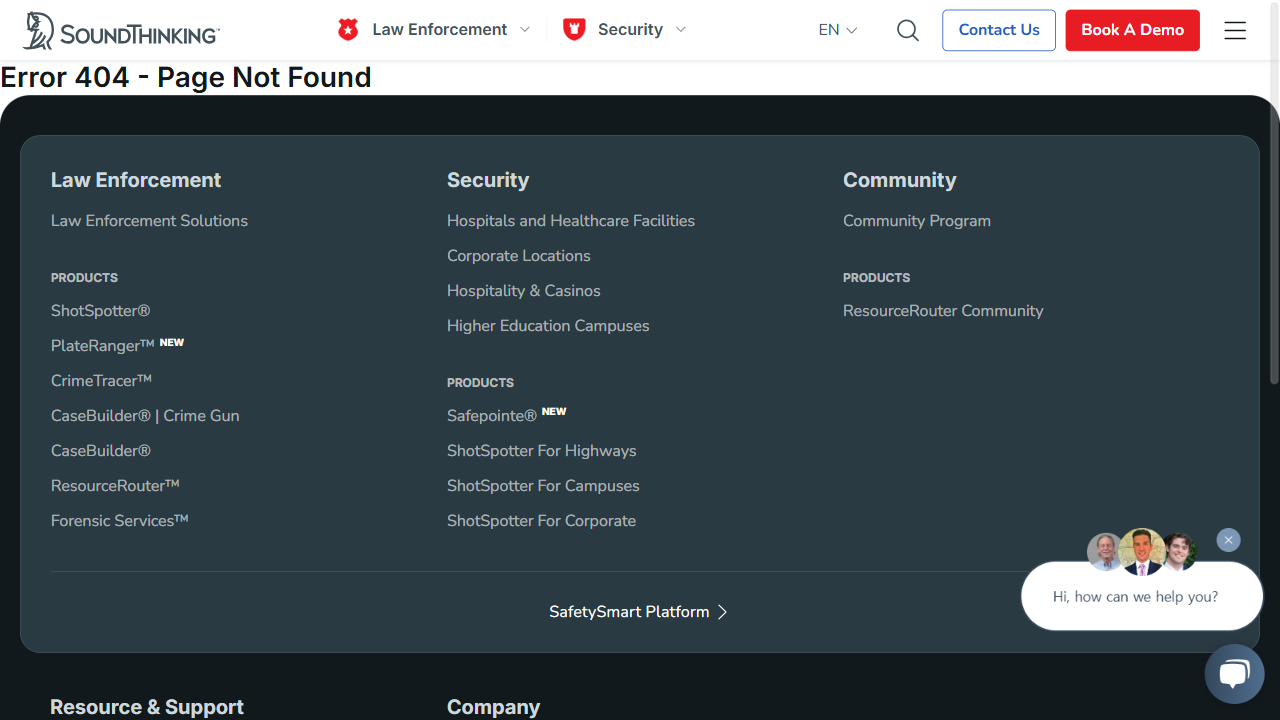 SOUNDTHINKING™
Law Enforcement
Security
EN
Contact Us
Book A Demo
Error 404 - Page Not Found
Law Enforcement
Law Enforcement Solutions
PRODUCTS
ShotSpotter®
PlateRanger™ NEW
CrimeTracer™
CaseBuilder® | Crime Gun
CaseBuilder®
ResourceRouter™
Forensic Services™
Security
Hospitals and Healthcare Facilities
Corporate Locations
Hospitality & Casinos
Higher Education Campuses
PRODUCTS
Safepointe® NEW
ShotSpotter For Highways
ShotSpotter For Campuses
ShotSpotter For Corporate
Community
Community Program
PRODUCTS
ResourceRouter Community
SafetySmart Platform
Hi, how can we help you?
Resource & Support
Company